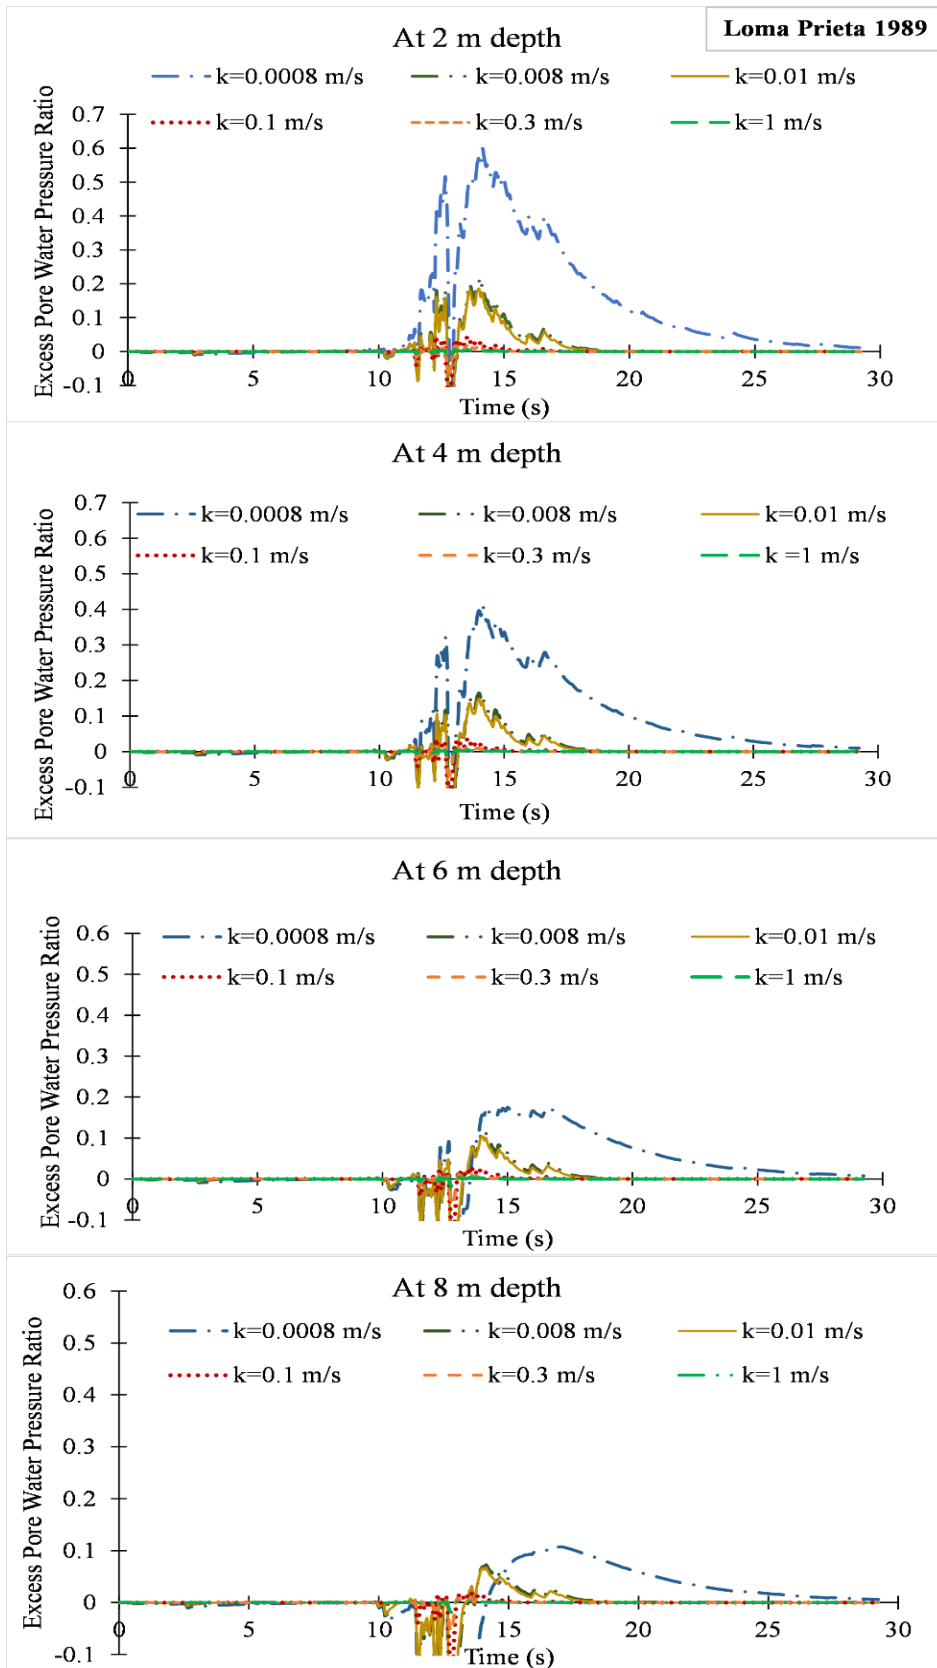 Loma Prieta 1989
At 2 m depth
k=0.0008 m/s k=0.008 m/s k=0.01 m/s
k=0.1 m/s k=0.3 m/s k=1 m/s
Excess Pore Water Pressure Ratio
0.7
0.6
0.5
0.4
0.3
0.2
0.1
0
-0.1
0 5 10 15 20 25 30
Time (s)
At 4 m depth
k=0.0008 m/s k=0.008 m/s k=0.01 m/s
k=0.1 m/s k=0.3 m/s k =1 m/s
Excess Pore Water Pressure Ratio
0.7
0.6
0.5
0.4
0.3
0.2
0.1
0
-0.1
0 5 10 15 20 25 30
Time (s)
At 6 m depth
k=0.0008 m/s k=0.008 m/s k=0.01 m/s
k=0.1 m/s k=0.3 m/s k=1 m/s
Excess Pore Water Pressure Ratio
0.6
0.5
0.4
0.3
0.2
0.1
0
-0.1
0 5 10 15 20 25 30
Time (s)
At 8 m depth
k=0.0008 m/s k=0.008 m/s k=0.01 m/s
k=0.1 m/s k=0.3 m/s k=1 m/s
Excess Pore Water Pressure Ratio
0.6
0.5
0.4
0.3
0.2
0.1
0
-0.1
0 5 10 15 20 25 30
Time (s)